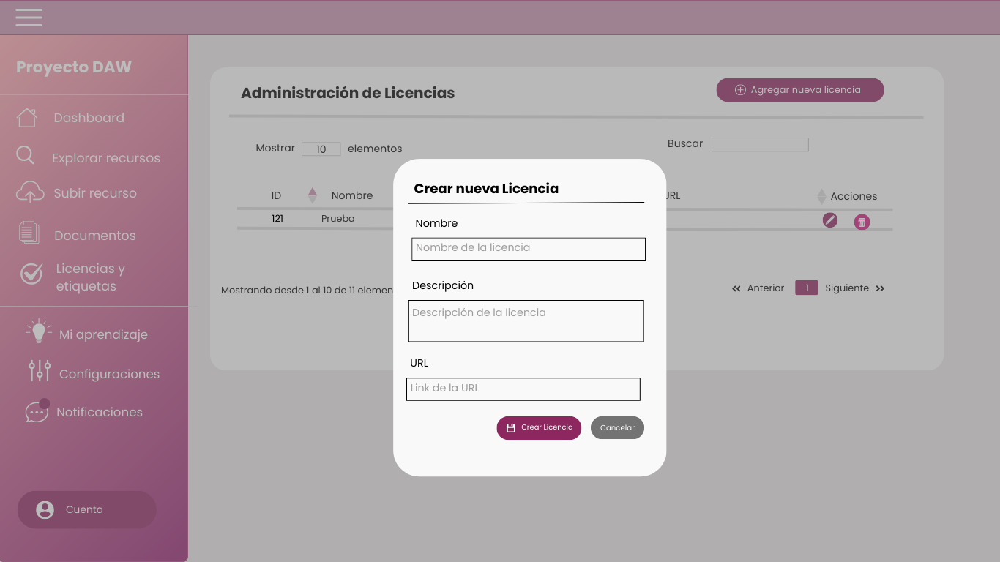 Proyecto DAW
Dashboard
Explorar recursos
Subir recurso
Documentos
Licencias y
etiquetas
Mi aprendizaje
Configuraciones
Notificaciones
Cuenta
Administración de Licencias
Agregar nueva licencia
Mostrar 10 elementos
Buscar
ID Nombre URL Acciones
121 Prueba
Mostrando desde 1 al 10 de 11 elemen
Anterior 1 Siguiente
Crear nueva Licencia
Nombre
Nombre de la licencia
Descripción
Descripción de la licencia
URL
Link de la URL
Crear Licencia
Cancelar